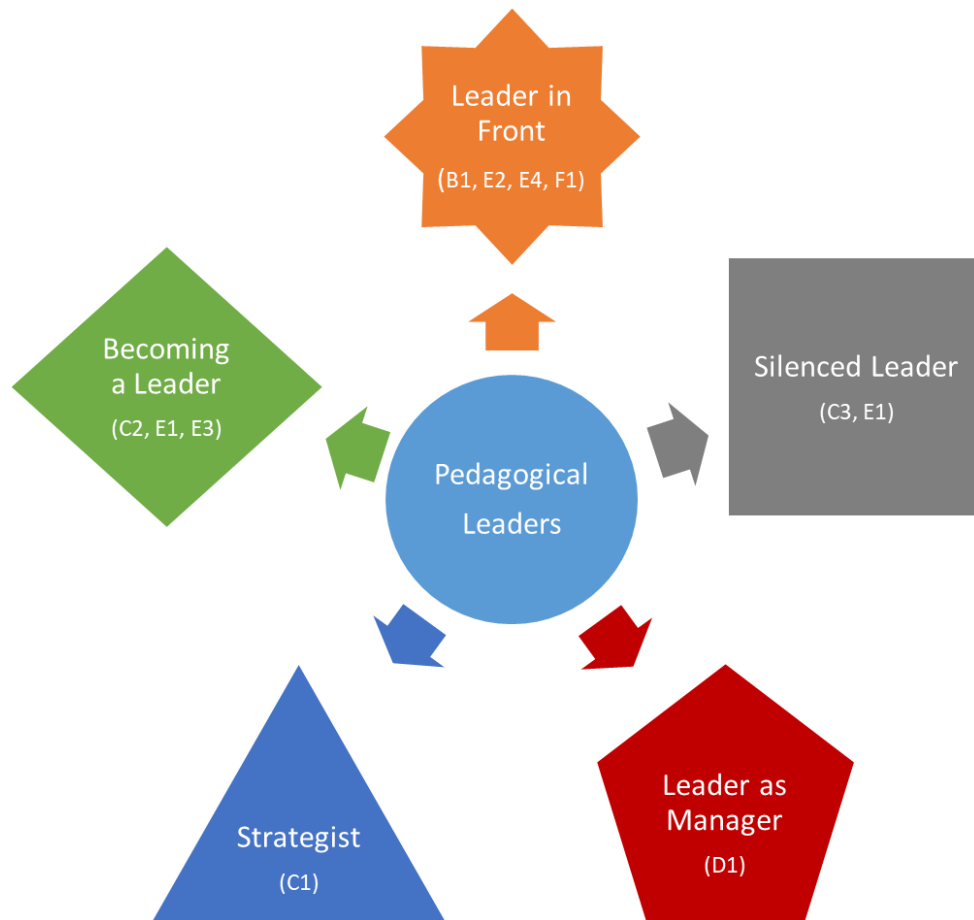 Leader in
Front
(B1, E2, E4, F1)
Becoming
a Leader
(C2, E1, E3)
Silenced Leader
(C3, E1)
Pedagogical
Leaders
Strategist
(C1)
Leader as
Manager
(D1)